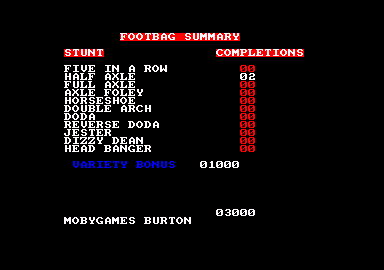 FOOTBAG SUMMARY
STUNT COMPLETIONS
FIVE IN A ROW 00
HALF AXLE 02
FULL AXLE 00
AXLE FOLEY 00
HORSESHOE 00
DOUBLE ARCH 00
DODA 00
REVERSE DODA 00
JESTER 00
DIZZY DEAN 00
HEAD BANGER 00
VARIETY BONUS 01000
03000
MOBYGAMES BURTON